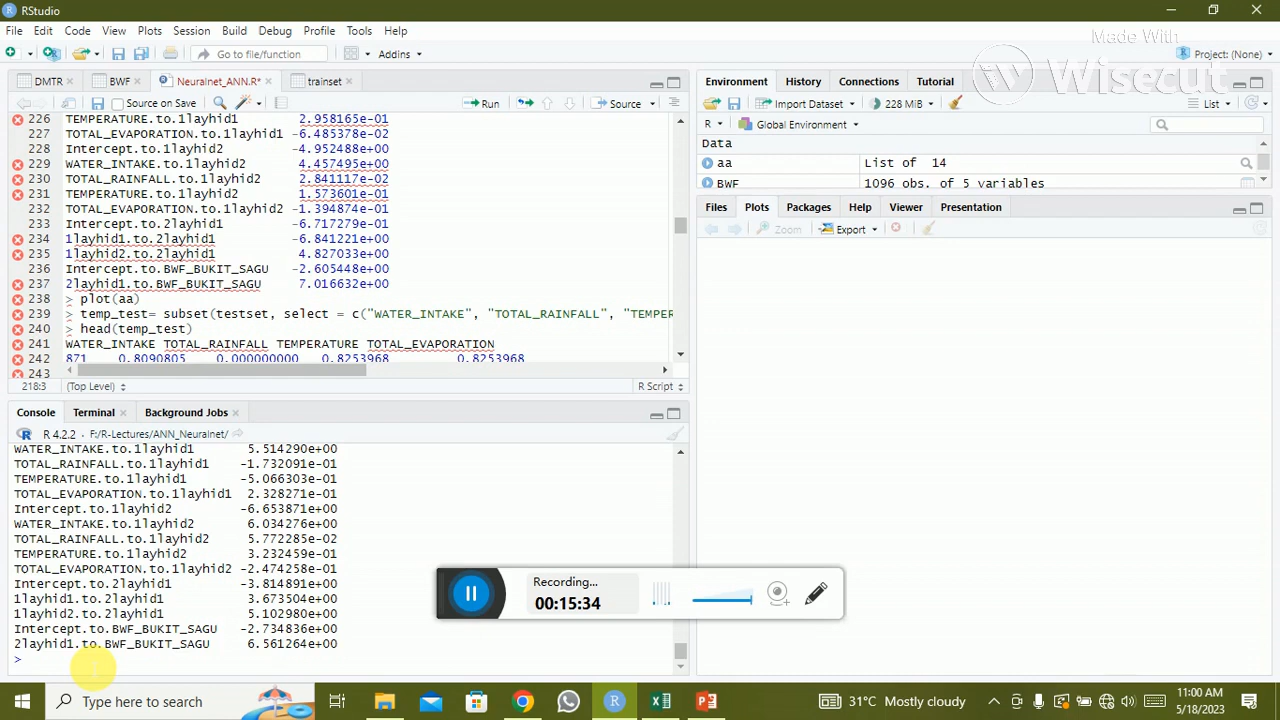 RStudio
File Edit Code View Plots Session Build Debug Profile Tools Help
Made With
Wisecut
Go to file/function Addins Project: (None)
DMTR BWF Neuralnet_ANN.R* trainset
Source on Save Run Source
226 TEMPERATURE.to.1layhid1 2.958165e-01
227 TOTAL_EVAPORATION.to.1layhid1 -6.485378e-02
228 Intercept.to.1layhid2 -4.952488e+00
229 WATER_INTAKE.to.1layhid2 4.457495e+00
230 TOTAL_RAINFALL.to.1layhid2 2.841117e-02
231 TEMPERATURE.to.1layhid2 1.573601e-01
232 TOTAL_EVAPORATION.to.1layhid2 -1.394874e-01
233 Intercept.to.2layhid1 -6.717279e-01
234 1layhid1.to.2layhid1 -6.841221e+00
235 1layhid2.to.2layhid1 4.827033e+00
236 Intercept.to.BWF_BUKIT_SAGU -2.605448e+00
237 2layhid1.to.BWF_BUKIT_SAGU 7.016632e+00
238 > plot(aa)
239 > temp_test= subset(testset, select = c("WATER_INTAKE", "TOTAL_RAINFALL", "TEMPER
240 > head(temp_test)
241 WATER_INTAKE TOTAL_RAINFALL TEMPERATURE TOTAL_EVAPORATION
242 871 0.8090805 0.000000000 0.8253968 0.8253968
243
218:3 (Top Level) R Script
Console Terminal Background Jobs
R 4.2.2 · F:/R-Lectures/ANN_Neuralnet/
WATER_INTAKE.to.1layhid1 5.514290e+00
TOTAL_RAINFALL.to.1layhid1 -1.732091e-01
TEMPERATURE.to.1layhid1 -5.066303e-01
TOTAL_EVAPORATION.to.1layhid1 2.328271e-01
Intercept.to.1layhid2 -6.653871e+00
WATER_INTAKE.to.1layhid2 6.034276e+00
TOTAL_RAINFALL.to.1layhid2 5.772285e-02
TEMPERATURE.to.1layhid2 3.232459e-01
TOTAL_EVAPORATION.to.1layhid2 -2.474258e-01
Intercept.to.2layhid1 -3.814891e+00
1layhid1.to.2layhid1 3.673504e+00
1layhid2.to.2layhid1 5.102980e+00
Intercept.to.BWF_BUKIT_SAGU -2.734836e+00
2layhid1.to.BWF_BUKIT_SAGU 6.561264e+00
>
Environment History Connections Tutorial
Import Dataset 228 MiB List
R Global Environment
Data
aa List of 14
BWF 1096 obs. of 5 variables
Files Plots Packages Help Viewer Presentation
Zoom Export
Recording...
00:15:34
Type here to search
31°C Mostly cloudy
11:00 AM
5/18/2023